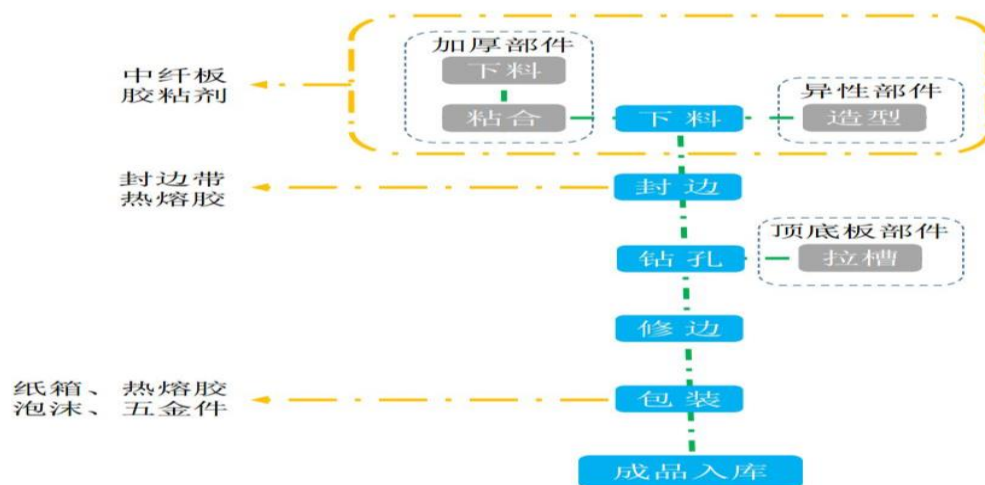 加厚部件
下料
粘合
中纤板
胶粘剂
下料
异性部件
造型
封边带
热熔胶
封边
钻孔
顶底板部件
拉槽
修边
纸箱、热熔胶
泡沫、五金件
包装
成品入库